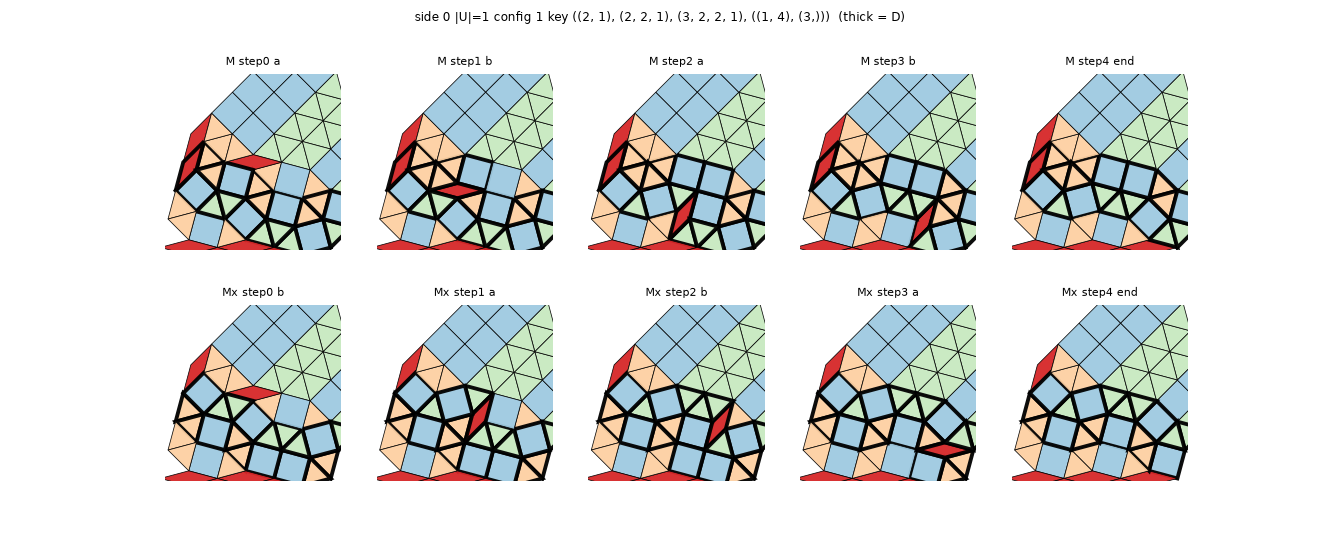 side 0 |U|=1 config 1 key ((2, 1), (2, 2, 1), (3, 2, 2, 1), ((1, 4), (3,))) (thick = D)
M step0 a
M step1 b
M step2 a
M step3 b
M step4 end
Mx step0 b
Mx step1 a
Mx step2 b
Mx step3 a
Mx step4 end